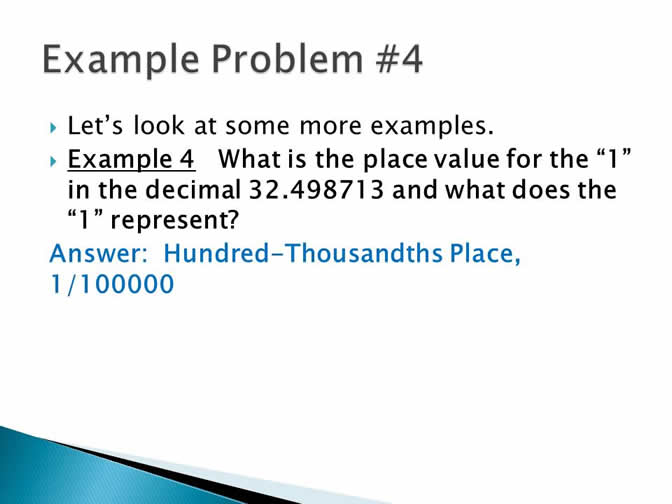 Example Problem #4
Let’s look at some more examples.
Example 4 What is the place value for the “1”
in the decimal 32.498713 and what does the
“1” represent?
Answer: Hundred-Thousandths Place,
1/100000